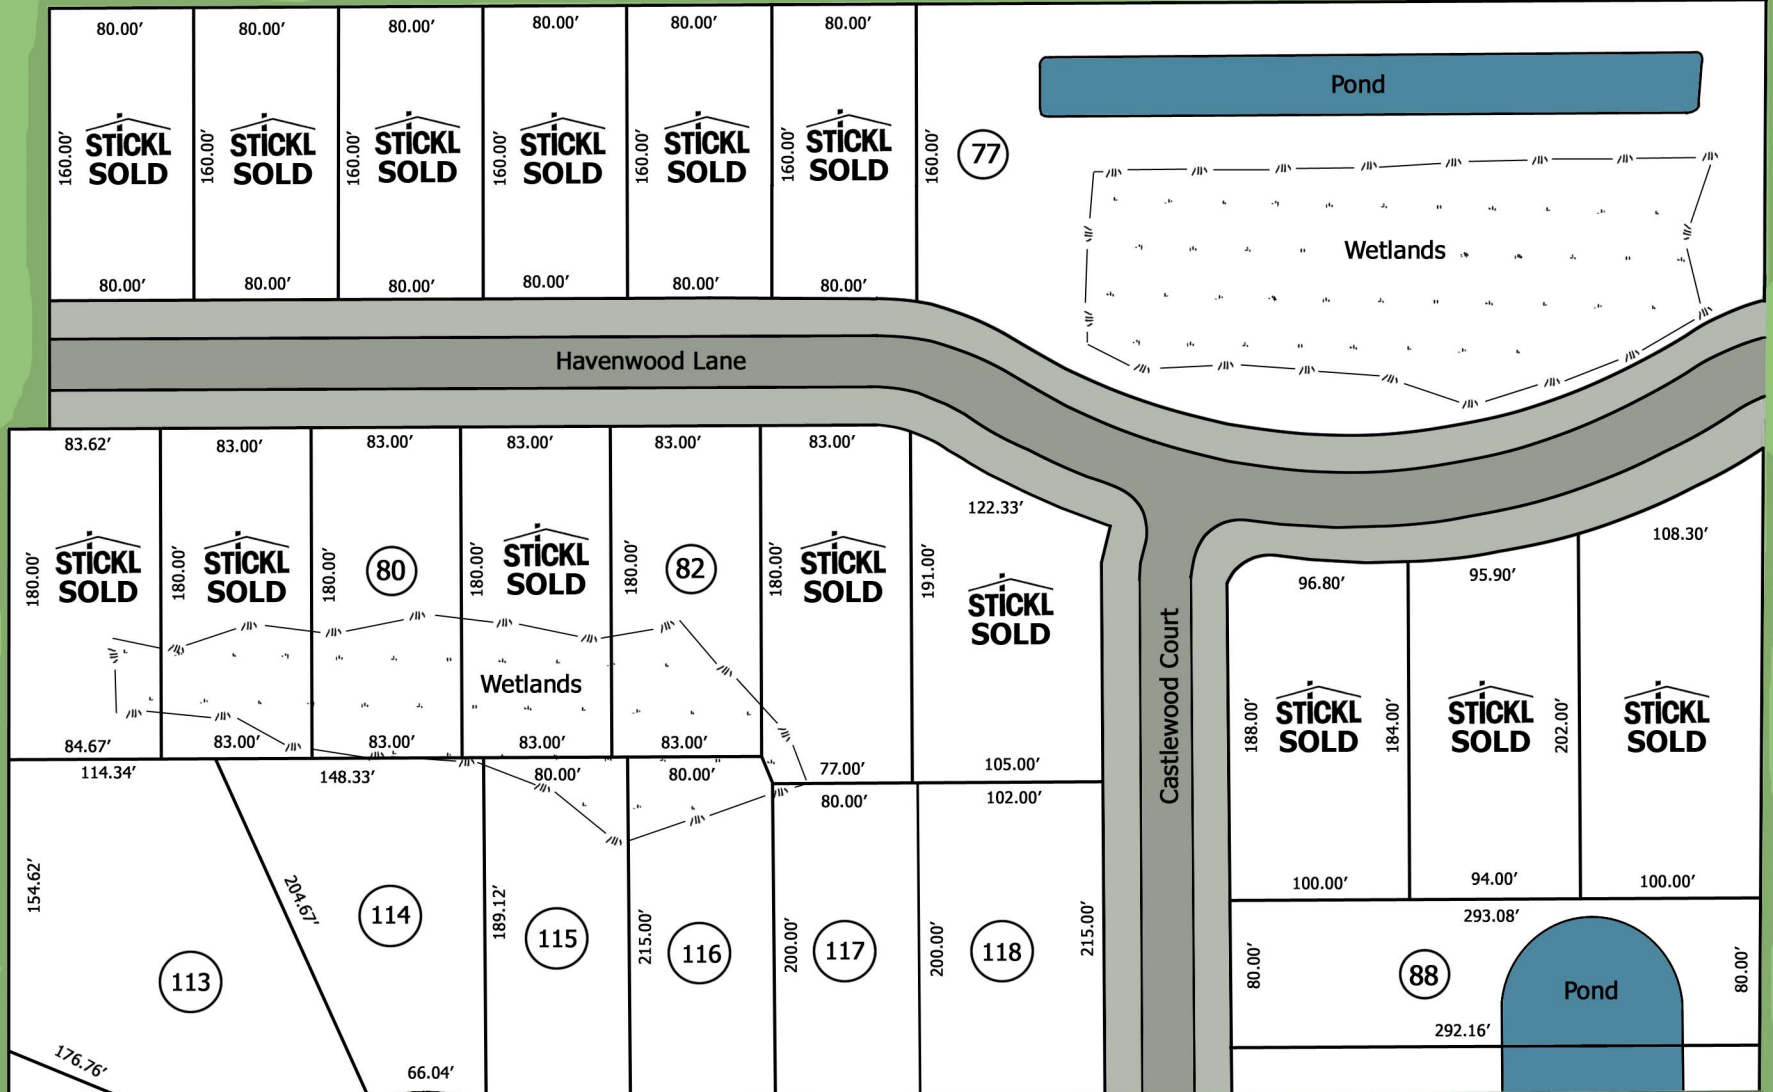 80.00′ 80.00′ 80.00′ 80.00′ 80.00′ 80.00′
Pond
160.00′ STICKL SOLD 160.00′ STICKL SOLD 160.00′ STICKL SOLD 160.00′ STICKL SOLD 160.00′ STICKL SOLD 160.00′ STICKL SOLD 160.00′ 77
Wetlands
80.00′ 80.00′ 80.00′ 80.00′ 80.00′ 80.00′
Havenwood Lane
83.62′ 83.00′ 83.00′ 83.00′ 83.00′ 83.00′
122.33′
108.30′
180.00′ STICKL SOLD 180.00′ STICKL SOLD 180.00′ 80 180.00′ STICKL SOLD 180.00′ 82 180.00′ STICKL SOLD 191.00′ STICKL SOLD
96.80′ 95.90′
Wetlands
Castlewood Court
188.00′ STICKL SOLD 184.00′ STICKL SOLD 202.00′ STICKL SOLD
84.67′ 83.00′ 83.00′ 83.00′ 83.00′ 77.00′ 105.00′
114.34′ 148.33′ 80.00′ 80.00′ 80.00′ 102.00′
100.00′ 94.00′ 100.00′
154.62′ 204.67′ 114 189.12′ 115 215.00′ 116 200.00′ 117 200.00′ 118 215.00′
293.08′
113
80.00′ 88 Pond 80.00′
292.16′
176.76′ 66.04′